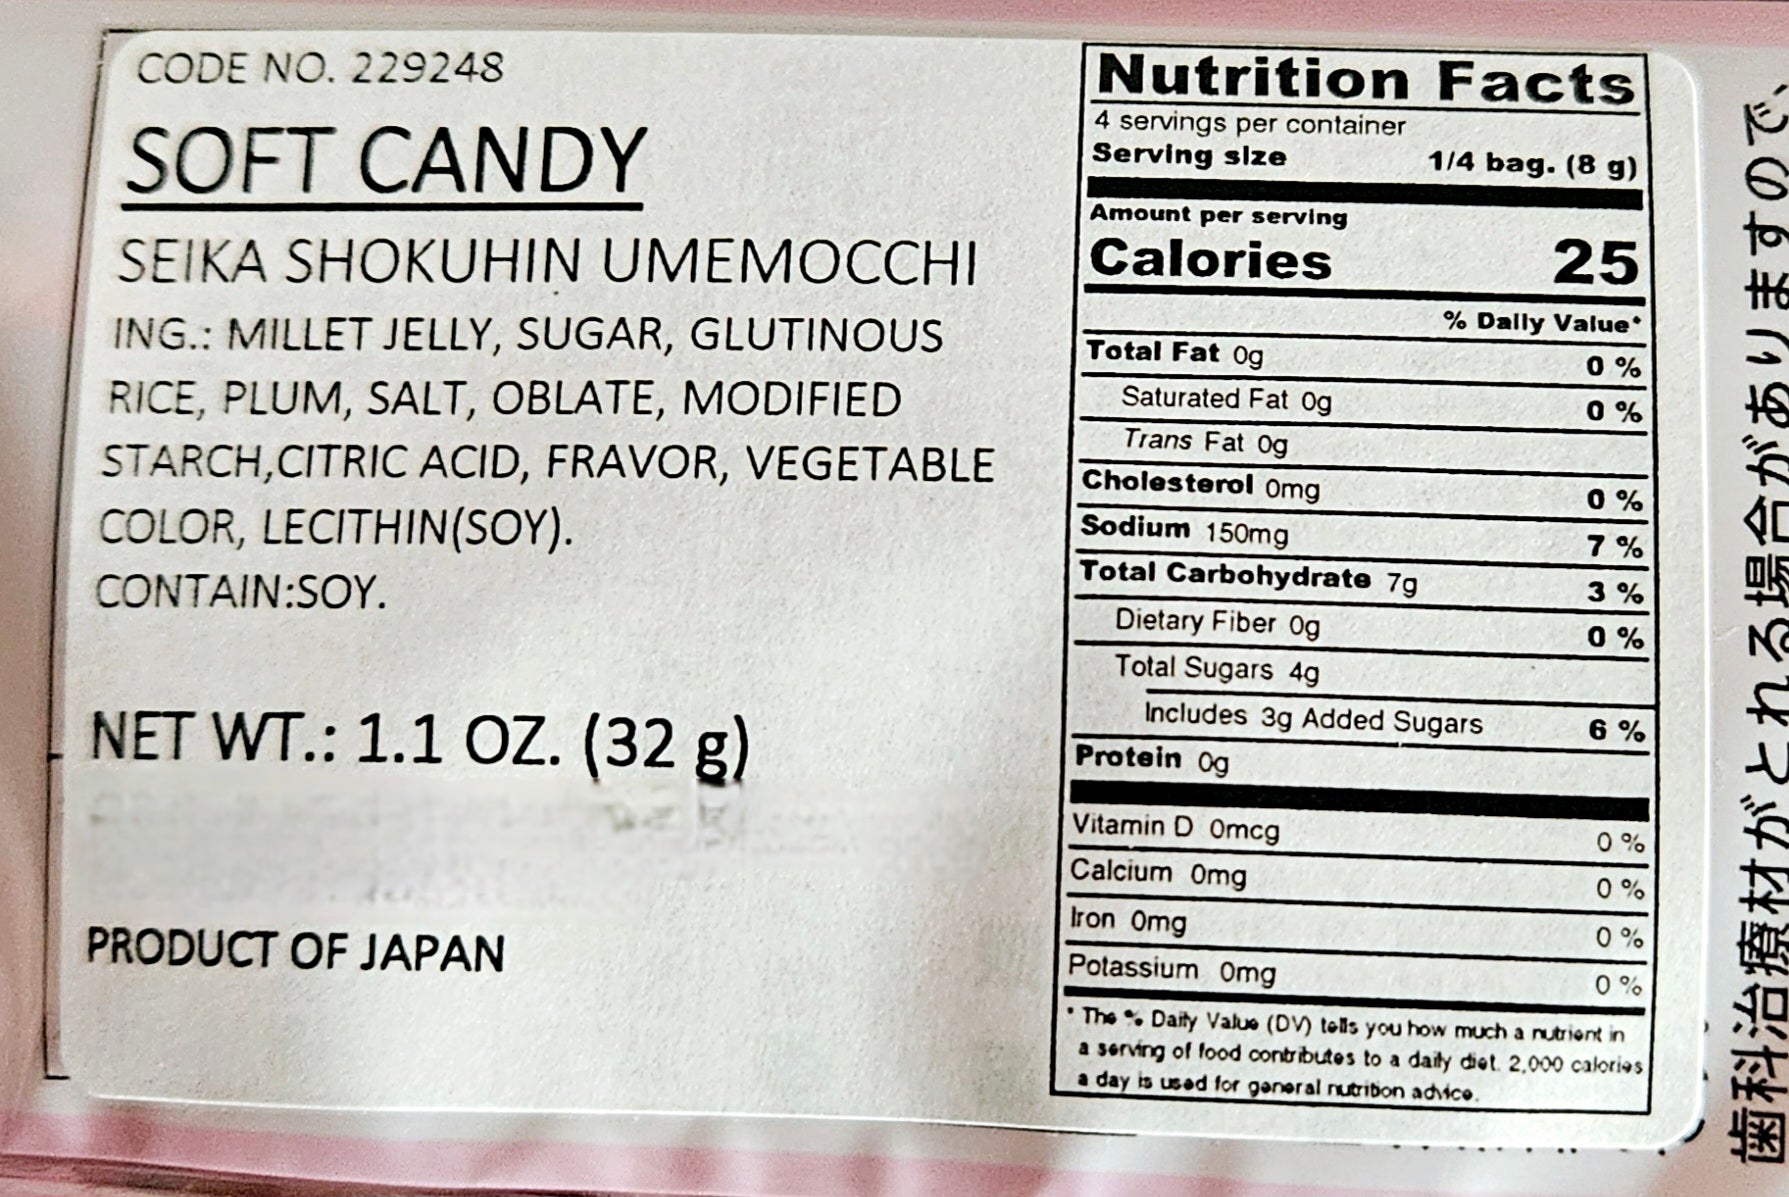 CODE NO. 229248
SOFT CANDY
SEIKA SHOKUHIN UMEMOCCHI
ING.: MILLET JELLY, SUGAR, GLUTINOUS
RICE, PLUM, SALT, OBLATE, MODIFIED
STARCH,CITRIC ACID, FRAVOR, VEGETABLE
COLOR, LECITHIN(SOY).
CONTAIN:SOY.
NET WT.: 1.1 OZ. (32 g)
PRODUCT OF JAPAN
Nutrition Facts
4 servings per container
Serving size 1/4 bag. (8 g)
Amount per serving
Calories 25
% Daily Value*
Total Fat 0g 0 %
Saturated Fat 0g 0 %
Trans Fat 0g
Cholesterol 0mg 0 %
Sodium 150mg 7 %
Total Carbohydrate 7g 3 %
Dietary Fiber 0g 0 %
Total Sugars 4g
Includes 3g Added Sugars 6 %
Protein 0g
Vitamin D 0mcg 0 %
Calcium 0mg 0 %
Iron 0mg 0 %
Potassium 0mg 0 %
* The % Daily Value (DV) tells you how much a nutrient in
a serving of food contributes to a daily diet. 2,000 calories
a day is used for general nutrition advice.
歯科治療材がとれる場合がありますので、